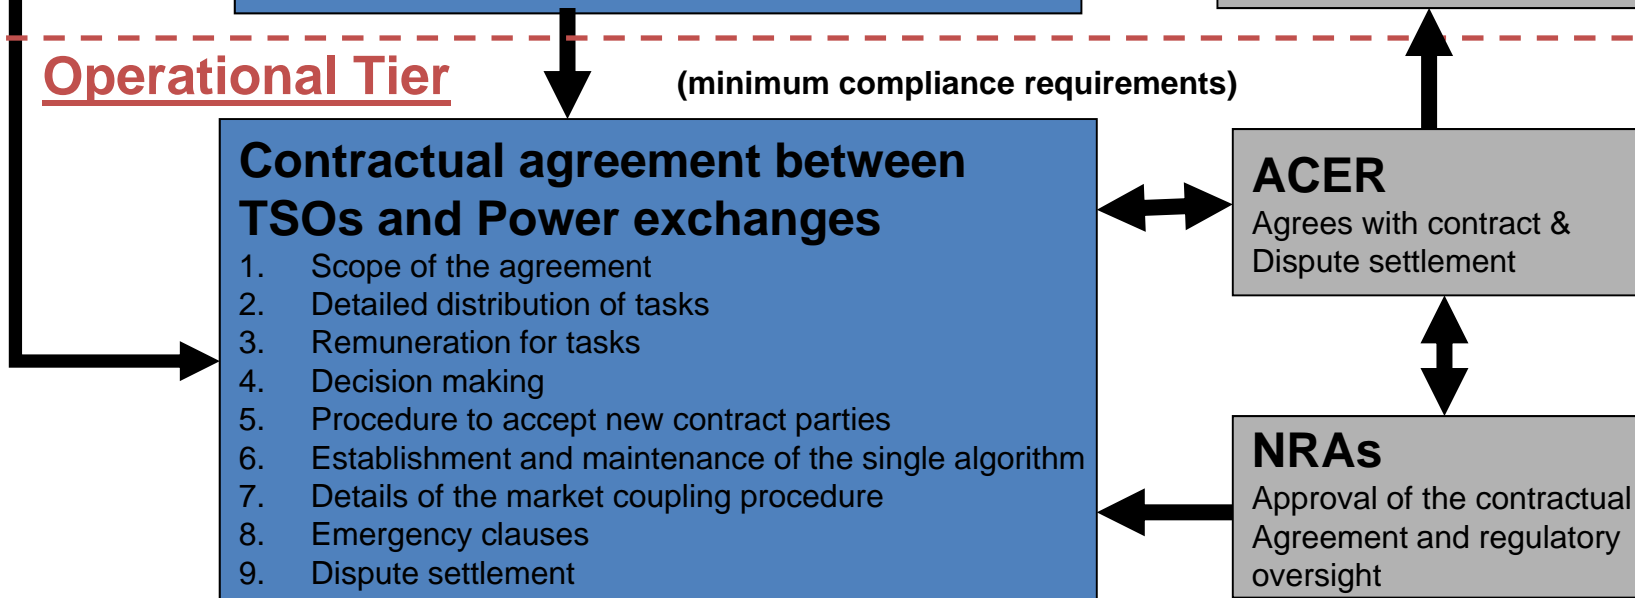 Operational Tier
(minimum compliance requirements)
Contractual agreement between
TSOs and Power exchanges
1. Scope of the agreement
2. Detailed distribution of tasks
3. Remuneration for tasks
4. Decision making
5. Procedure to accept new contract parties
6. Establishment and maintenance of the single algorithm
7. Details of the market coupling procedure
8. Emergency clauses
9. Dispute settlement
ACER
Agrees with contract &
Dispute settlement
NRAs
Approval of the contractual
Agreement and regulatory
oversight